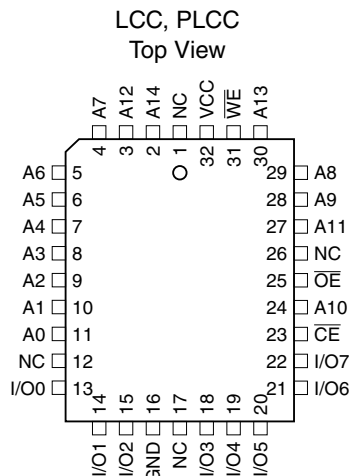 LCC, PLCC
Top View
A7 A12 A14 NC VCC W̅E̅ A13
4 3 2 1 32 31 30
A6 5 29 A8
A5 6 28 A9
A4 7 27 A11
A3 8 26 NC
A2 9 25 O̅E̅
A1 10 24 A10
A0 11 23 C̅E̅
NC 12 22 I/O7
I/O0 13 21 I/O6
14 15 16 17 18 19 20
I/O1 I/O2 GND NC I/O3 I/O4 I/O5